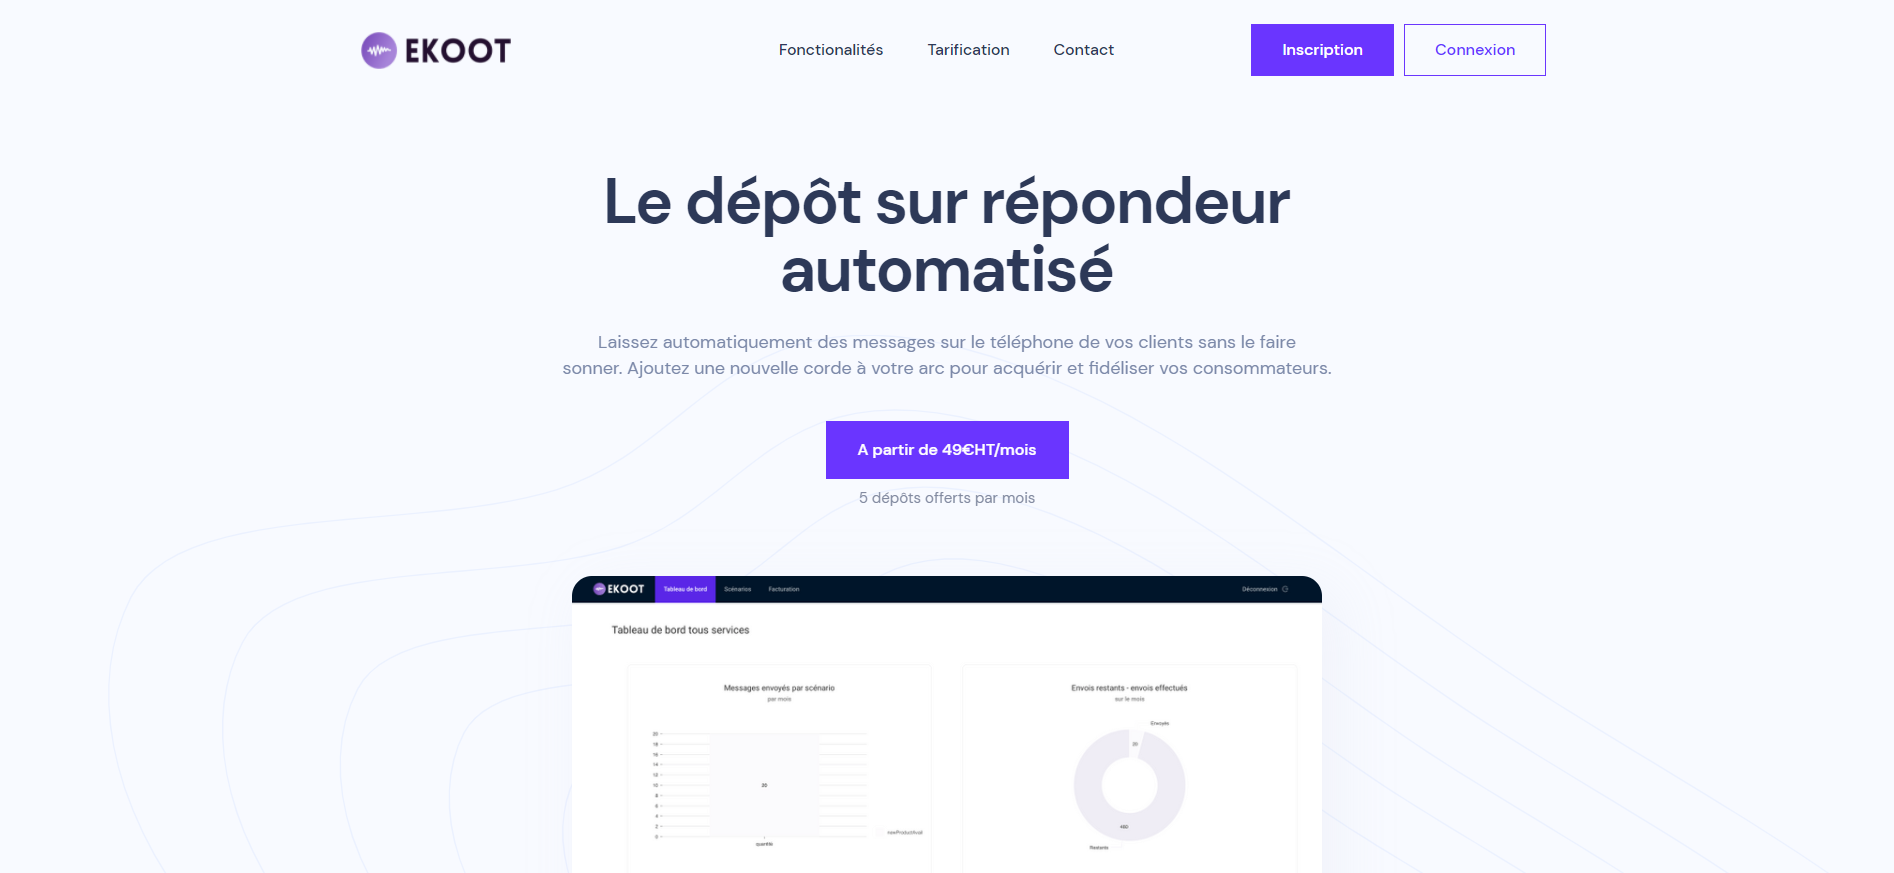 EKOOT
Fonctionalités
Tarification
Contact
Inscription
Connexion
Le dépôt sur répondeur
automatisé
Laissez automatiquement des messages sur le téléphone de vos clients sans le faire
sonner. Ajoutez une nouvelle corde à votre arc pour acquérir et fidéliser vos consommateurs.
A partir de 49€HT/mois
5 dépôts offerts par mois
EKOOT
Tableau de bord
Scénarios
Facturation
Déconnexion
Tableau de bord tous services
Messages envoyés par scénario
par mois
20
18
16
14
12
10
8
6
4
2
0
20
quantité
newProductAvail
Envois restants - envois effectués
sur le mois
Envoyés
20
480
Restants